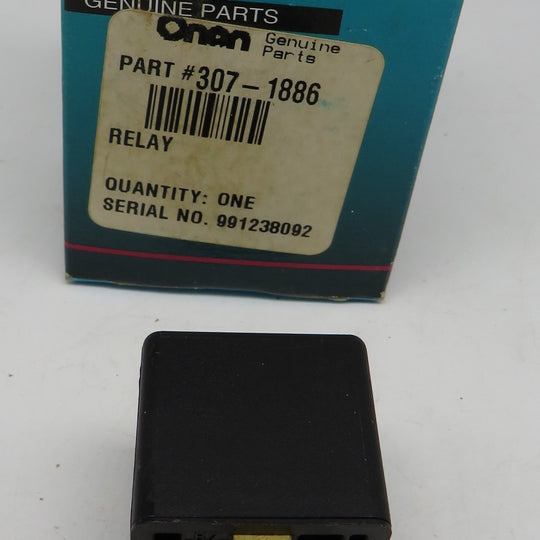 GENUINE PARTS
Onan Genuine
Parts
PART #307-1886
RELAY
QUANTITY: ONE
SERIAL NO. 991238092